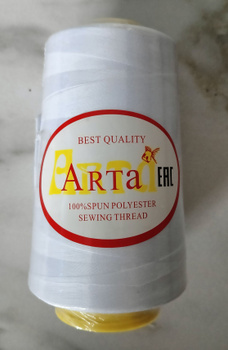 BEST QUALITY
ARTa EAC
100%SPUN POLYESTER
SEWING THREAD